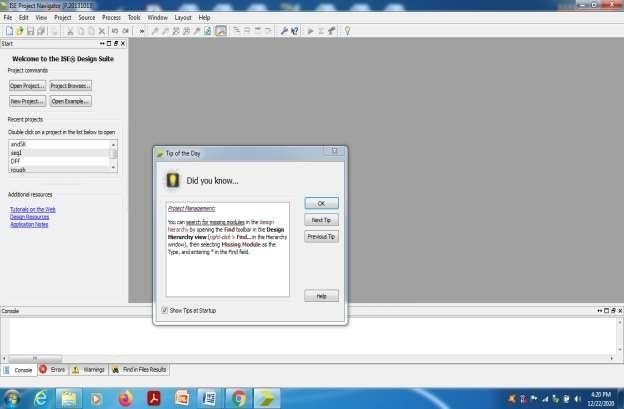 ISE Project Navigator (P.20131013)
File Edit View Project Source Process Tools Window Layout Help
Start
Welcome to the ISE® Design Suite
Project commands
Open Project... Project Browser...
New Project... Open Example...
Recent projects
Double click on a project in the list below to open
andSK
seq1
DFF
rough
Additional resources
Tutorials on the Web
Design Resources
Application Notes
Tip of the Day
Did you know...
Project Management:
You can search for missing modules in the design
hierarchy by opening the Find toolbar in the Design
Hierarchy view (right-click > Find... in the Hierarchy
window), then selecting Missing Module as the
Type, and entering * in the Find field.
OK
Next Tip
Previous Tip
Help
Show Tips at Startup
Console
Console Errors Warnings Find in Files Results
4:20 PM
12/22/2020